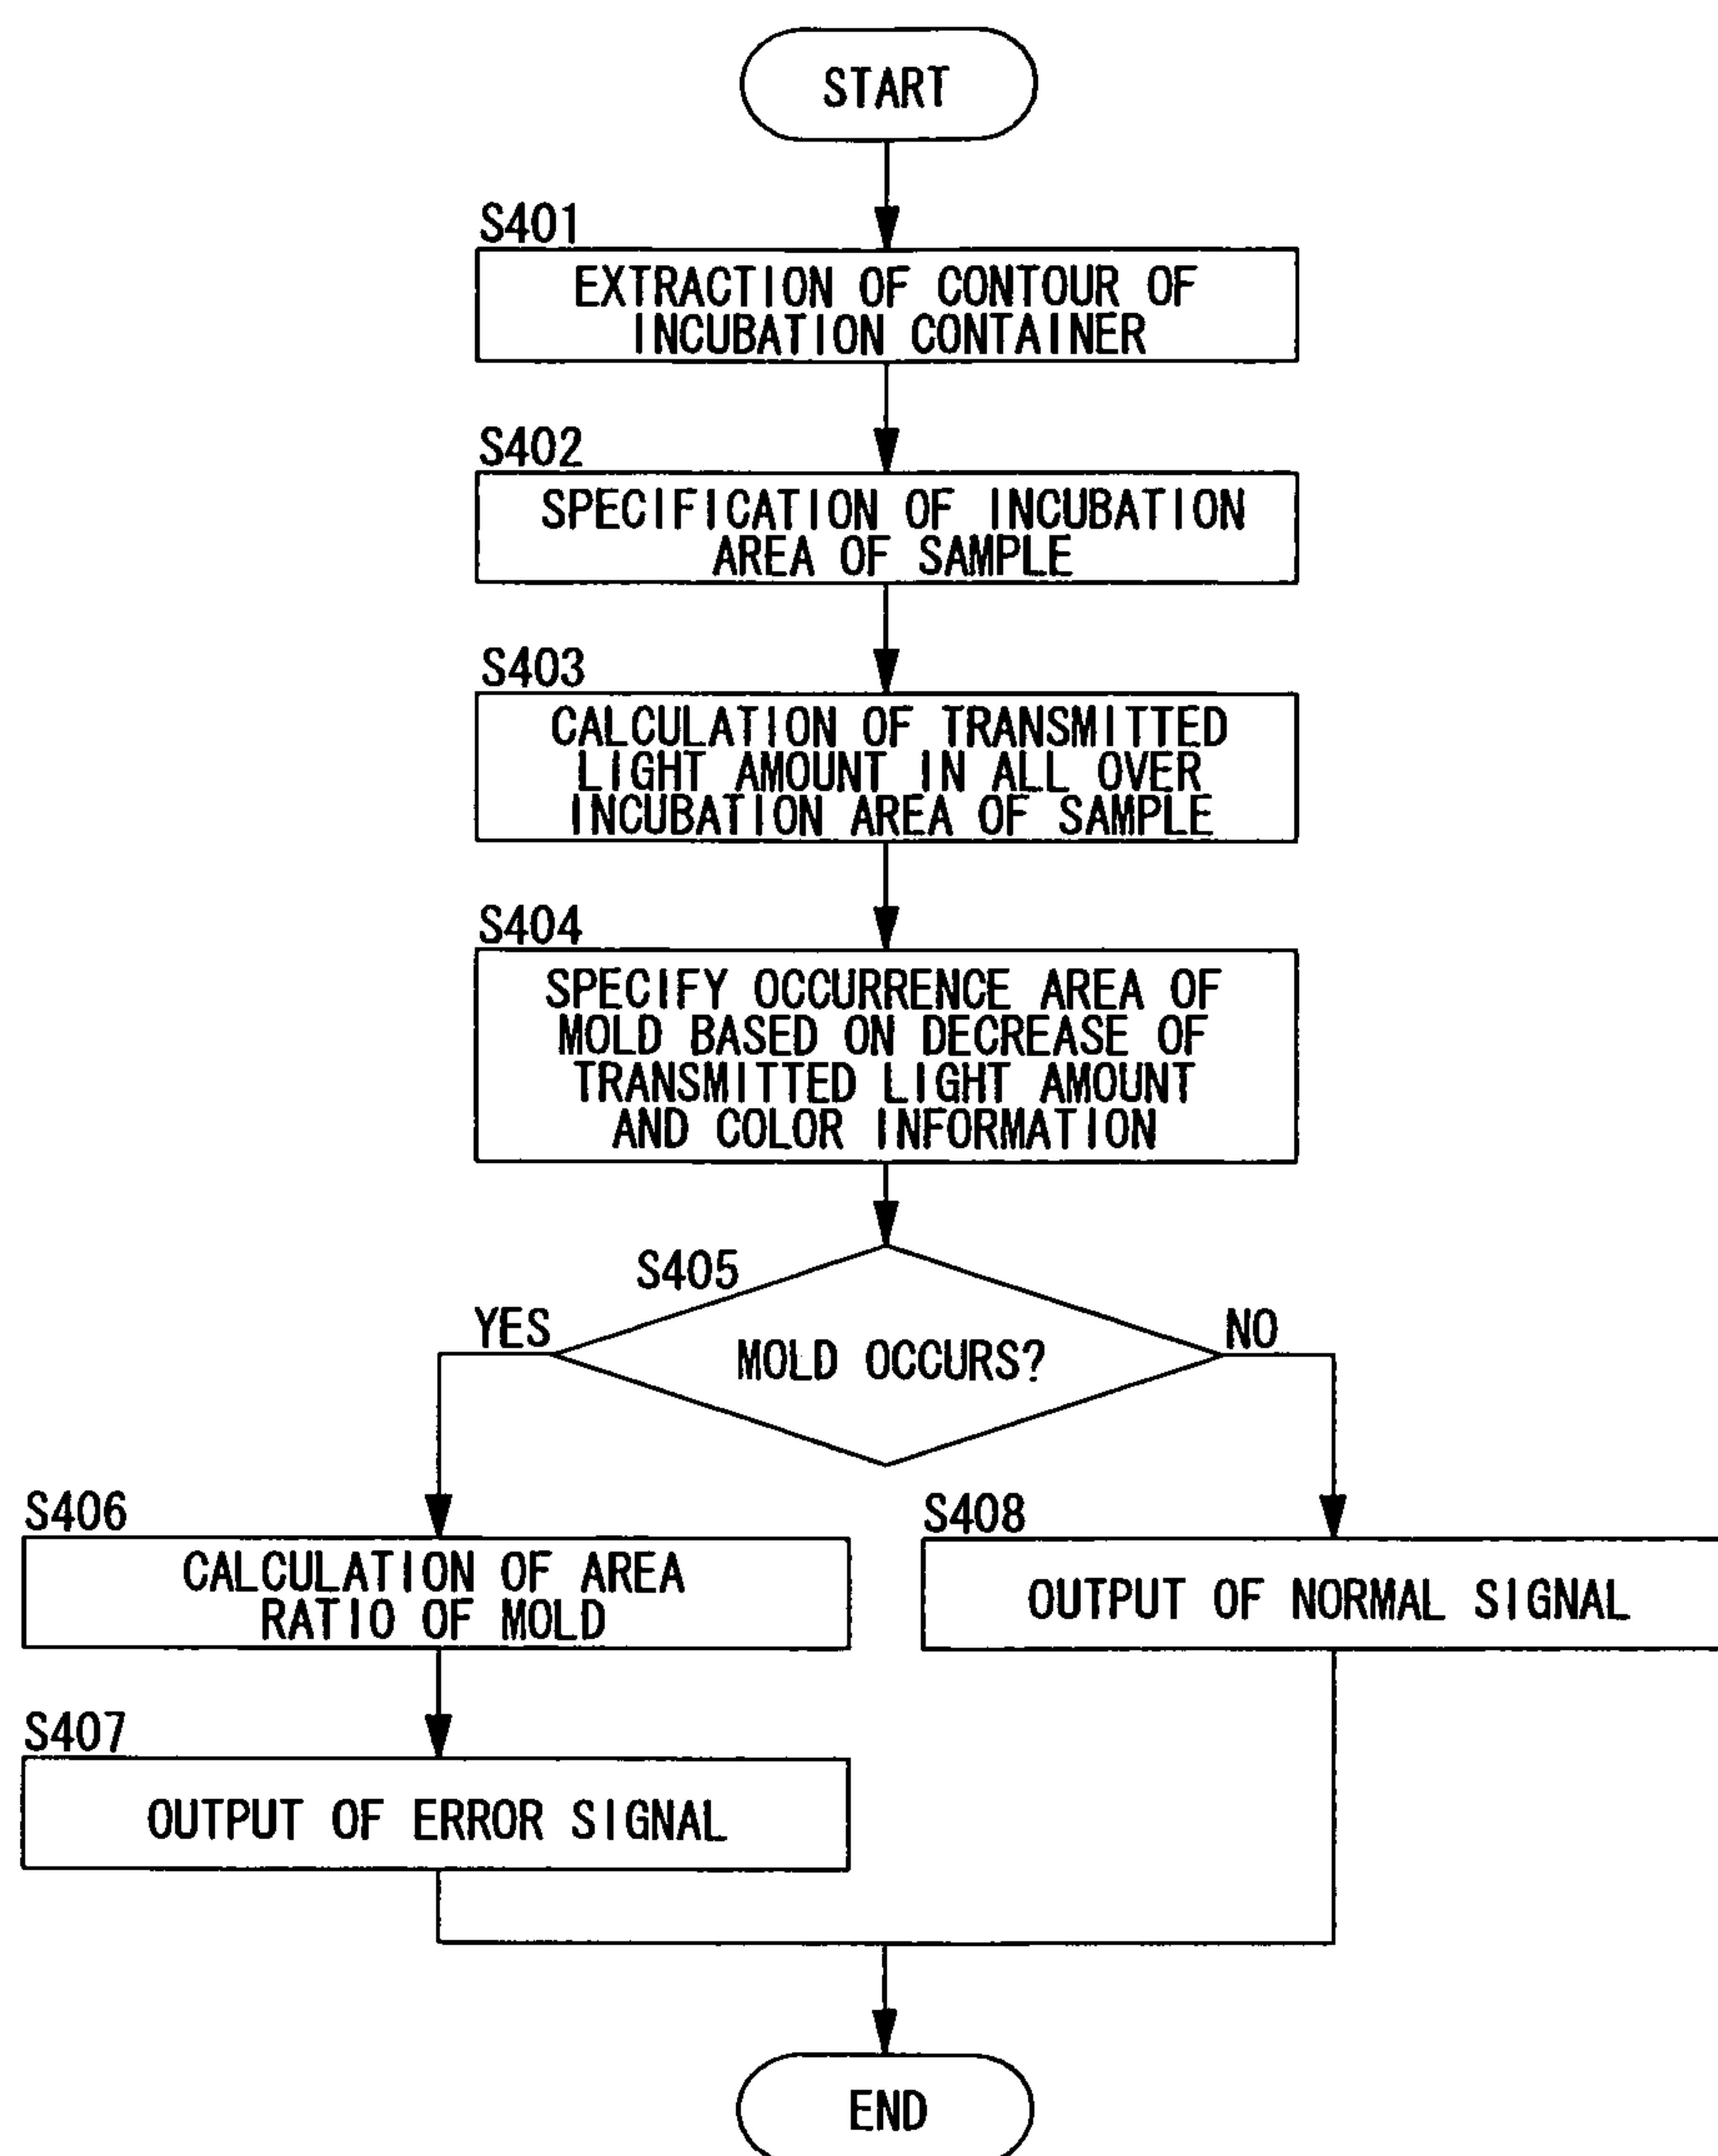 START
S401
EXTRACTION OF CONTOUR OF
INCUBATION CONTAINER
S402
SPECIFICATION OF INCUBATION
AREA OF SAMPLE
S403
CALCULATION OF TRANSMITTED
LIGHT AMOUNT IN ALL OVER
INCUBATION AREA OF SAMPLE
S404
SPECIFY OCCURRENCE AREA OF
MOLD BASED ON DECREASE OF
TRANSMITTED LIGHT AMOUNT
AND COLOR INFORMATION
S405
YES
MOLD OCCURS?
NO
S406
CALCULATION OF AREA
RATIO OF MOLD
S408
OUTPUT OF NORMAL SIGNAL
S407
OUTPUT OF ERROR SIGNAL
END